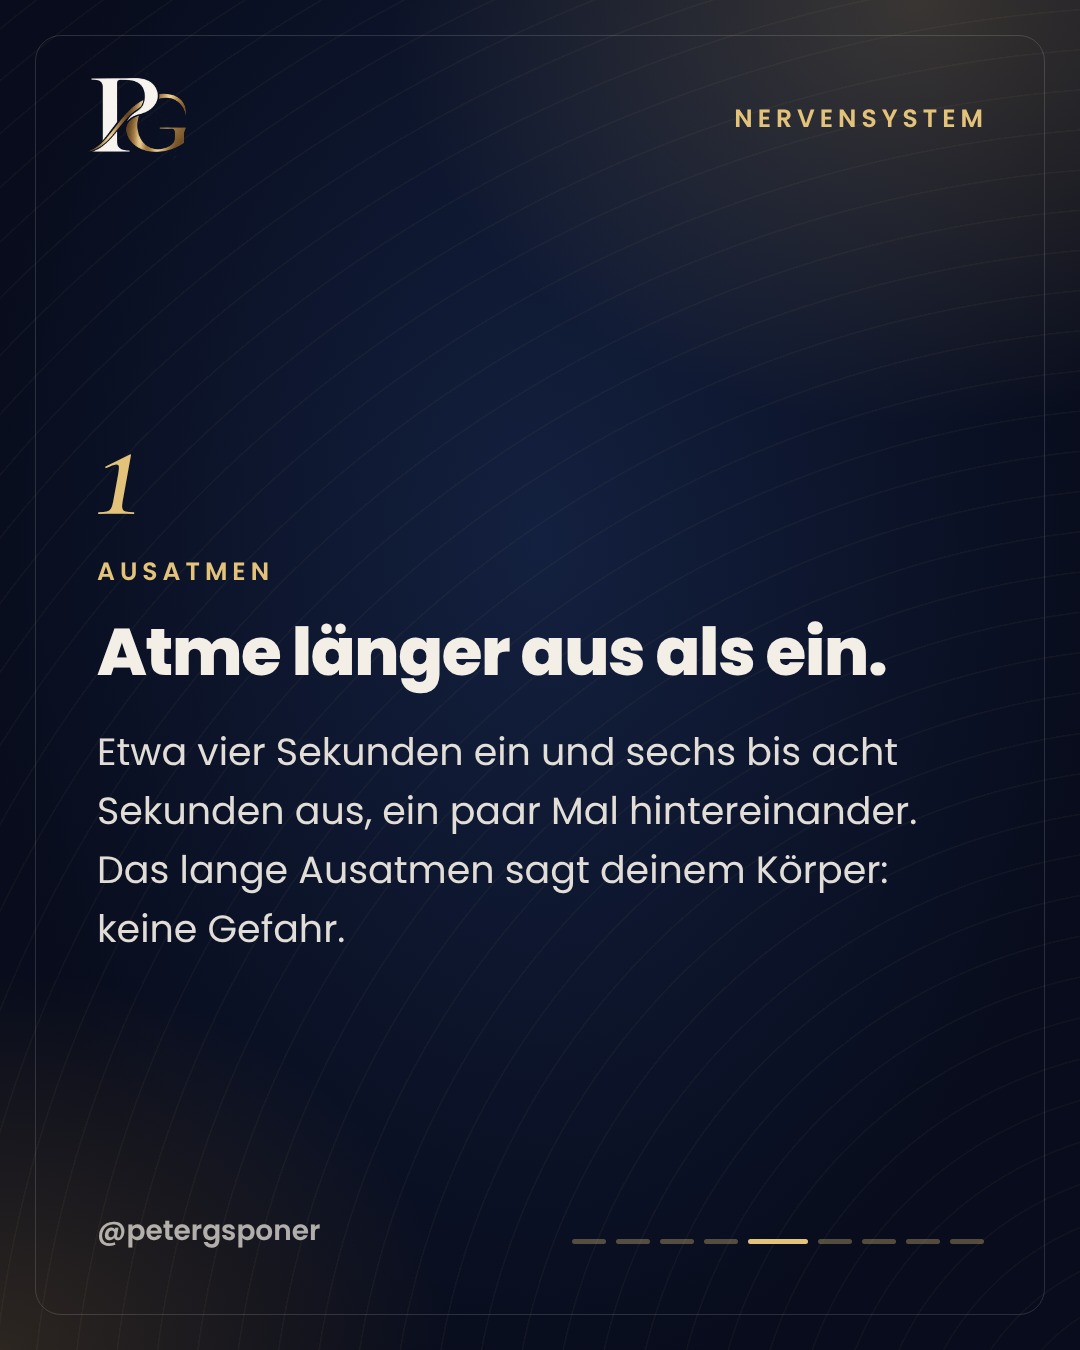 PG
NERVENSYSTEM
1
AUSATMEN
Atme länger aus als ein.
Etwa vier Sekunden ein und sechs bis acht
Sekunden aus, ein paar Mal hintereinander.
Das lange Ausatmen sagt deinem Körper:
keine Gefahr.
@petergsponer